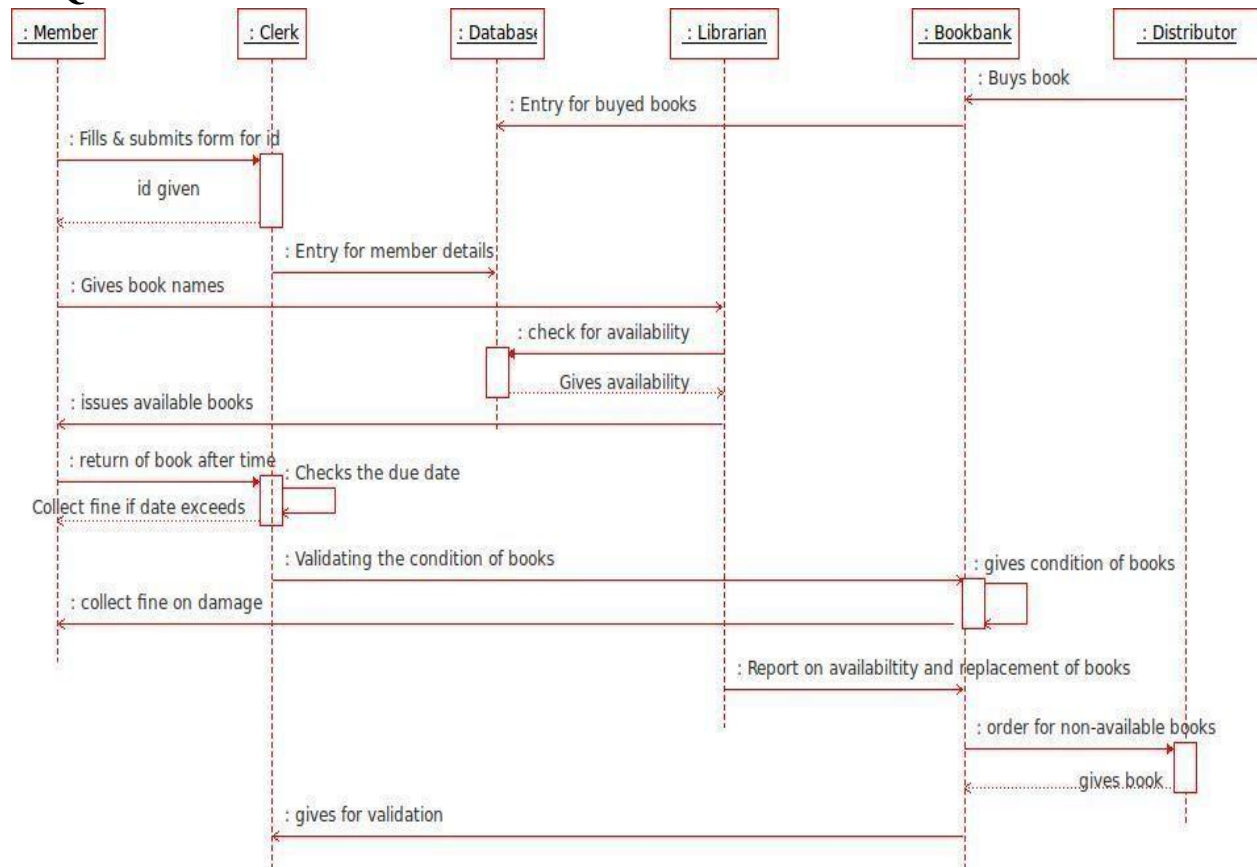 : Member
: Clerk
: Database
: Librarian
: Bookbank
: Distributor
: Buys book
: Entry for buyed books
: Fills & submits form for id
id given
: Entry for member details
: Gives book names
: check for availability
Gives availability
: issues available books
: return of book after time
: Checks the due date
Collect fine if date exceeds
: Validating the condition of books
: gives condition of books
: collect fine on damage
: Report on availabiltity and replacement of books
: order for non-available books
gives book
: gives for validation